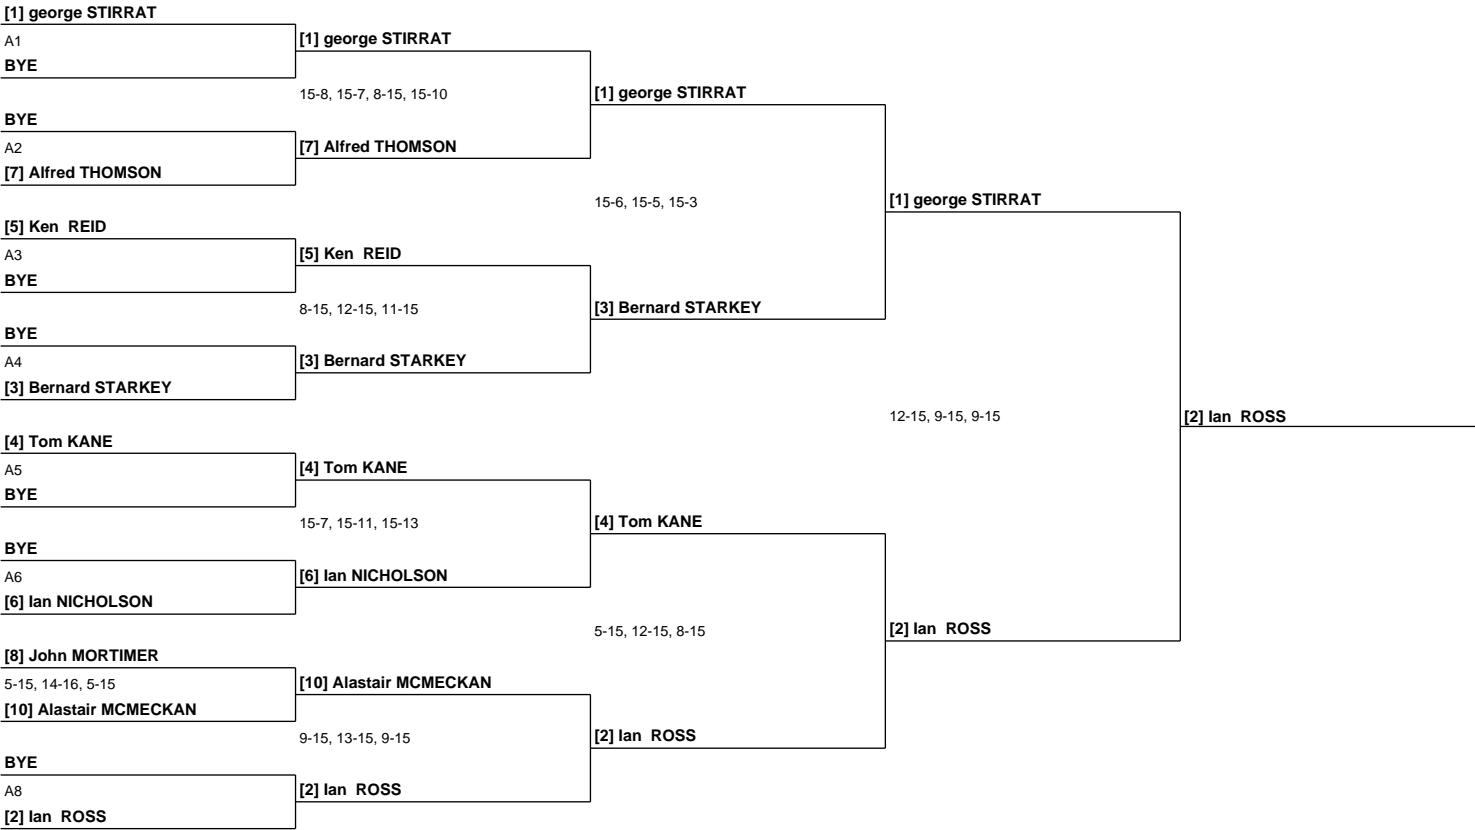 [1] george STIRRAT
A1
BYE
BYE
A2
[7] Alfred THOMSON
[5] Ken  REID
A3
BYE
BYE
A4
[3] Bernard STARKEY
[4] Tom KANE
A5
BYE
BYE
A6
[6] Ian NICHOLSON
[8] John MORTIMER
5-15, 14-16, 5-15
[10] Alastair MCMECKAN
BYE
A8
[2] Ian  ROSS
[1] george STIRRAT
15-8, 15-7, 8-15, 15-10
[7] Alfred THOMSON
[5] Ken  REID
8-15, 12-15, 11-15
[3] Bernard STARKEY
[4] Tom KANE
15-7, 15-11, 15-13
[6] Ian NICHOLSON
[10] Alastair MCMECKAN
9-15, 13-15, 9-15
[2] Ian  ROSS
[1] george STIRRAT
15-6, 15-5, 15-3
[3] Bernard STARKEY
[4] Tom KANE
5-15, 12-15, 8-15
[2] Ian  ROSS
[1] george STIRRAT
12-15, 9-15, 9-15
[2] Ian  ROSS
[2] Ian  ROSS